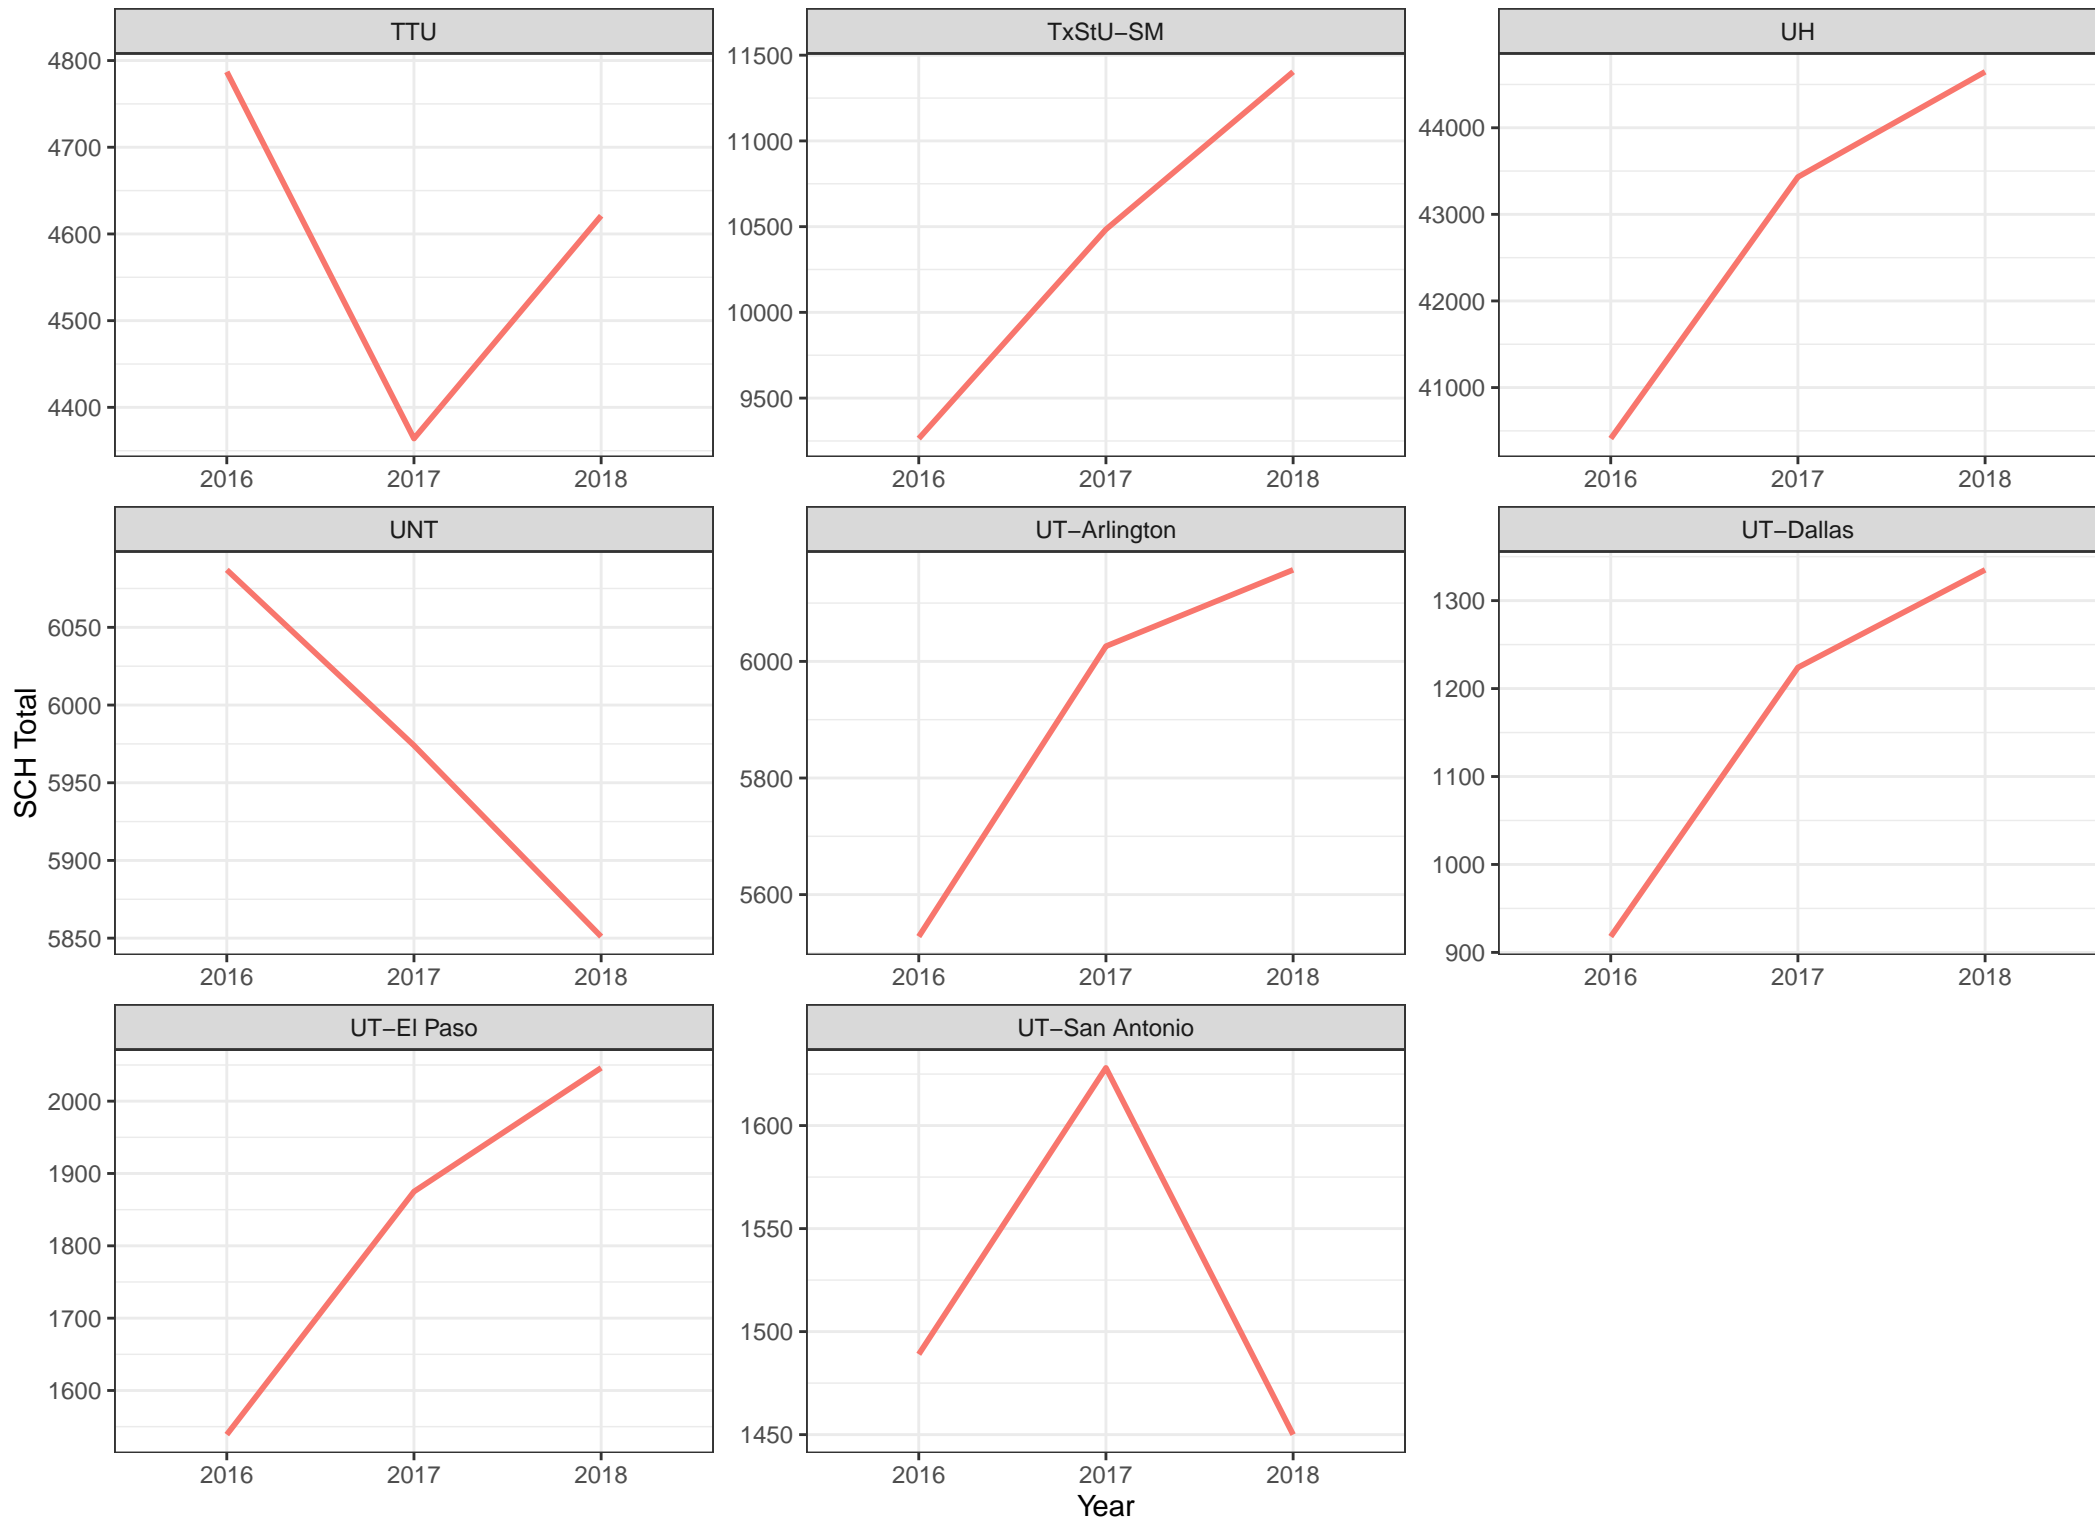 TTU
TxStU−SM
UH
4800
4700
4600
4500
4400
11500
11000
10500
10000
9500
44000
43000
42000
41000
2016 2017 2018
2016 2017 2018
2016 2017 2018
UNT
UT−Arlington
UT−Dallas
6050
6000
5950
5900
5850
6000
5800
5600
1300
1200
1100
1000
900
2016 2017 2018
2016 2017 2018
2016 2017 2018
UT−El Paso
UT−San Antonio
2000
1900
1800
1700
1600
1600
1550
1500
1450
2016 2017 2018
2016 2017 2018
SCH Total
Year